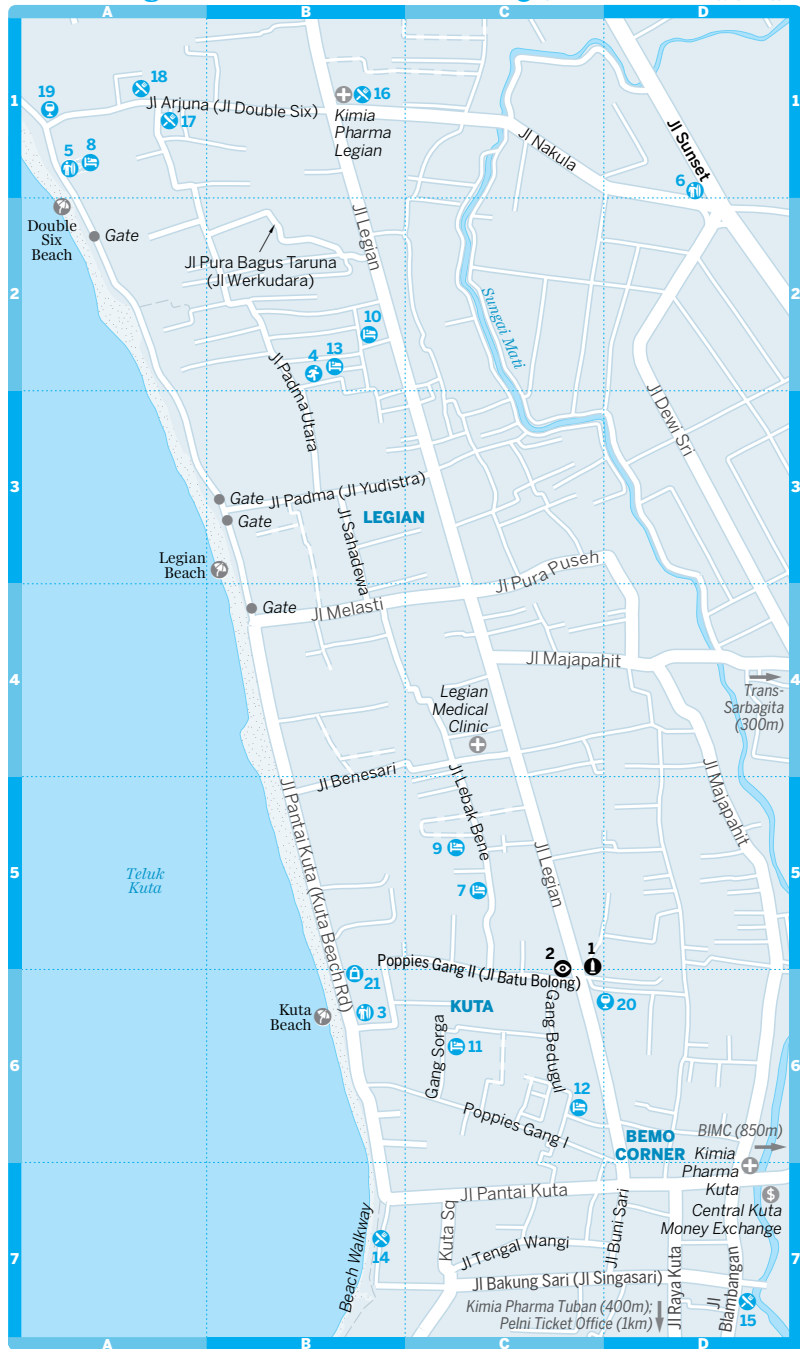 A
B
C
D
1
1
19
18
Jl Arjuna (Jl Double Six)
17
16
Kimia
Pharma
Legian
Jl Nakula
Jl Sunset
6
5
8
Double
Six
Beach
Gate
Jl Pura Bagus Taruna
(Jl Werkudara)
Jl Legian
2
2
Sungai Mati
10
4
13
Jl Padma Utara
Jl Dewi Sri
3
3
Gate
Jl Padma (Jl Yudistra)
Gate
LEGIAN
Jl Sahadewa
Legian
Beach
Jl Pura Puseh
Gate
Jl Melasti
4
4
Jl Majapahit
Trans-
Sarbagita
(300m)
Legian
Medical
Clinic
Jl Benesari
Jl Lebak Bene
Jl Majapahit
Jl Pantai Kuta (Kuta Beach Rd)
9
Jl Legian
5
5
Teluk
Kuta
7
2
1
Poppies Gang II (Jl Batu Bolong)
21
20
KUTA
3
Kuta
Beach
Gang Bedugul
Gang Sorga
11
6
6
12
Poppies Gang I
BEMO
CORNER
BIMC (850m)
Kimia
Pharma
Kuta
Jl Pantai Kuta
Central Kuta
Money Exchange
Beach Walkway
14
Kuta Sq
Jl Tengal Wangi
Jl Buni Sari
7
7
Jl Bakung Sari (Jl Singasari)
Kimia Pharma Tuban (400m);
Pelni Ticket Office (1km)
Jl Raya Kuta
Jl
Blambangan
15
A
B
C
D